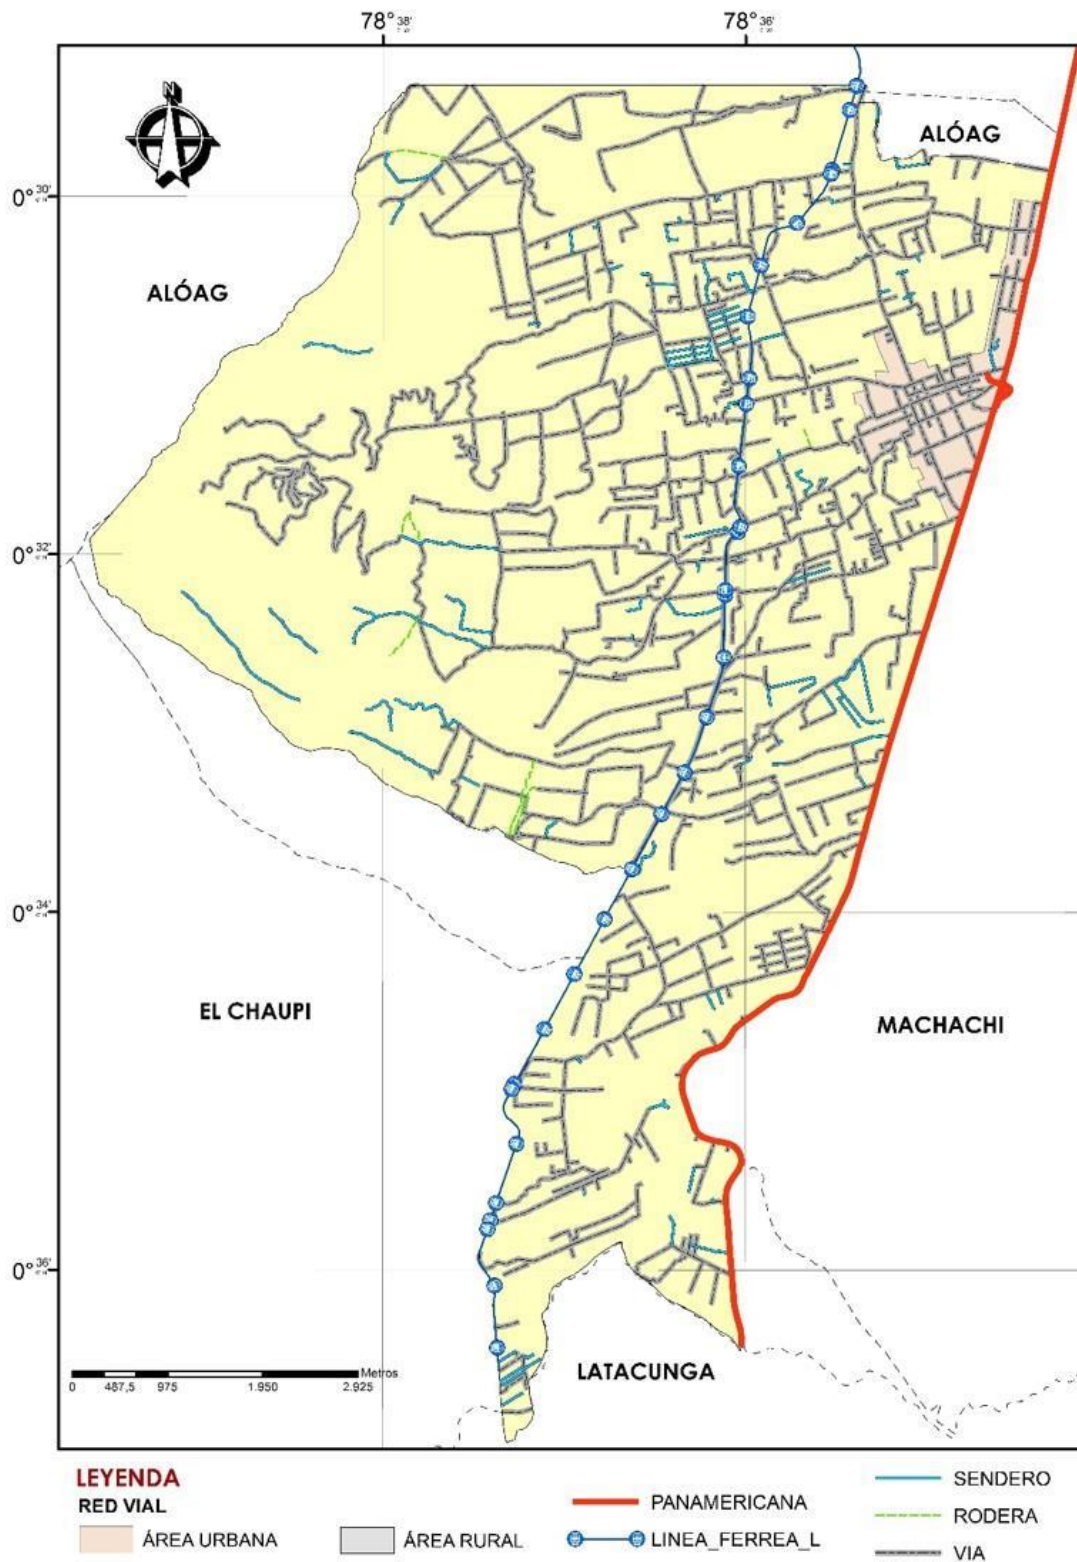 78° 38' 78° 36'
N
ALÓAG
0° 30'
ALÓAG
0° 32'
0° 34'
EL CHAUPI
MACHACHI
0° 36'
LATACUNGA
Metros
0 487,5 975 1.950 2.925
LEYENDA
RED VIAL
ÁREA URBANA
ÁREA RURAL
PANAMERICANA
LINEA_FERREA_L
SENDERO
RODERA
VIA